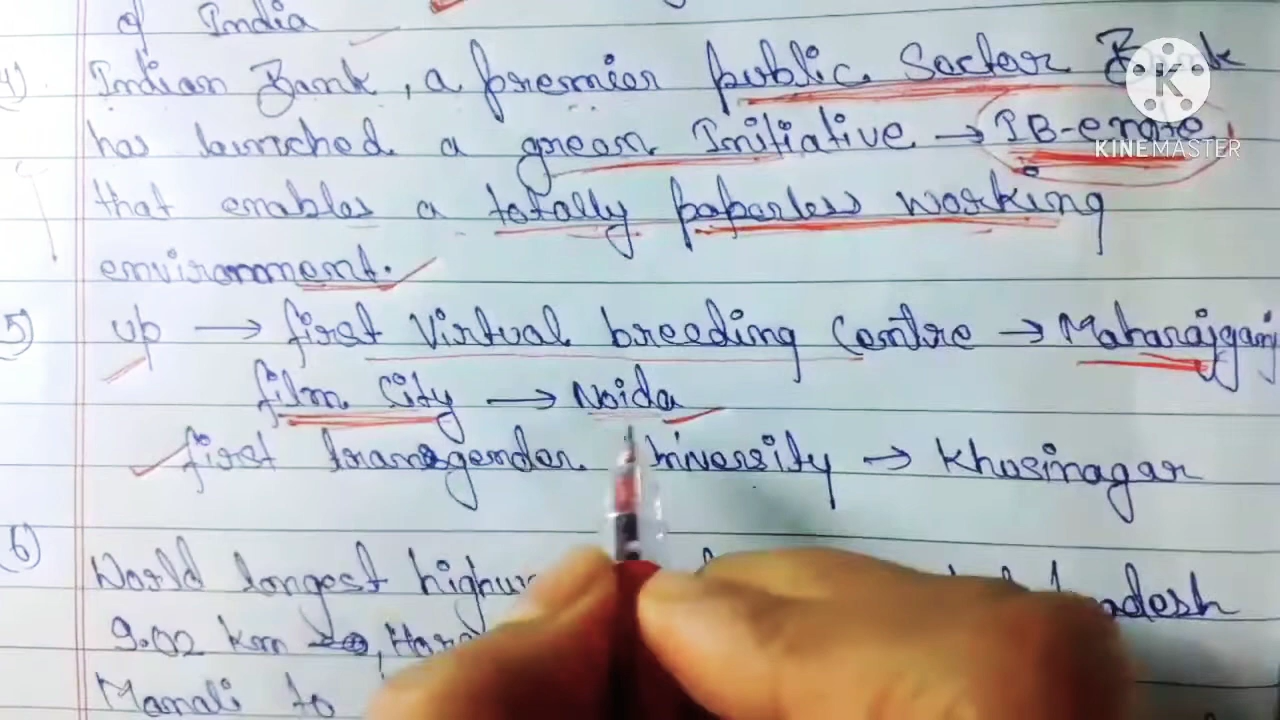 of India
4) Indian Bank, a premier public Sector Bank
has launched a green Initiative → IB-enote
that enables a totally paperless working
environment.
5) up → first Virtual breeding Centre → Maharajganj
film City → Noida
first transgender University → Khusinagar
6) World longest highway
adesh
9.02 km , 
Manali to
K
KINEMASTER